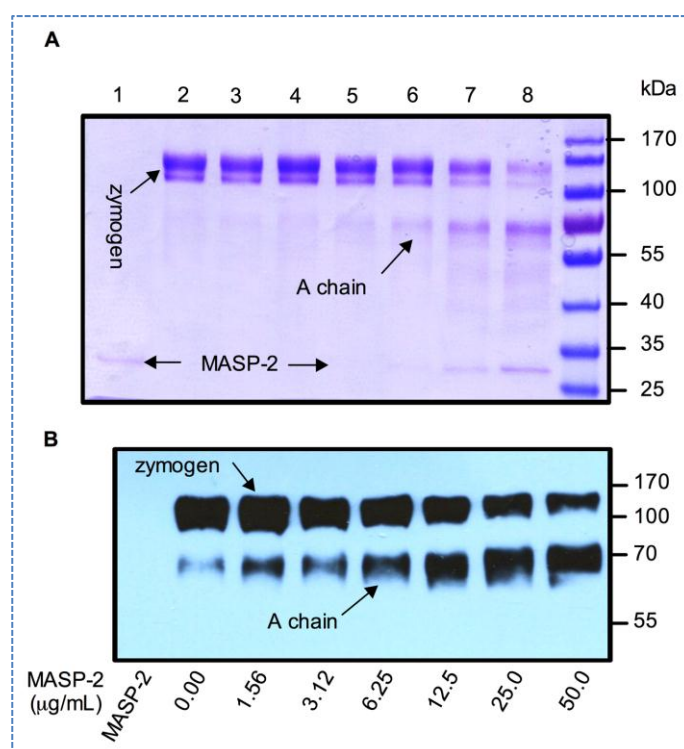 A
1 2 3 4 5 6 7 8 kDa
170
zymogen
100
A chain
55
40
MASP-2
35
25
B
zymogen
170
100
70
A chain
55
MASP-2
(μg/mL)
MASP-2 0.00 1.56 3.12 6.25 12.5 25.0 50.0